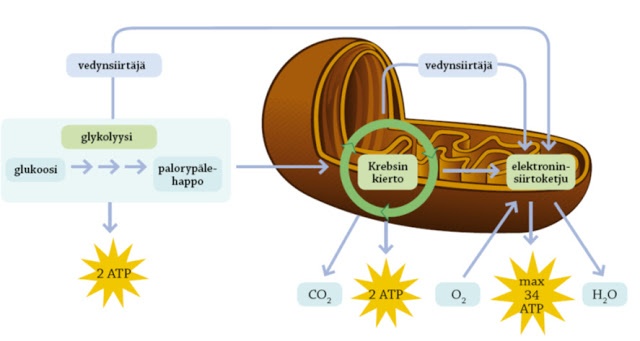 vedynsiirtäjä
vedynsiirtäjä
glykolyysi
glukoosi
palorypäle-
happo
Krebsin
kierto
elektronin-
siirtoketju
2 ATP
CO₂
2 ATP
O₂
max
34
ATP
H₂O